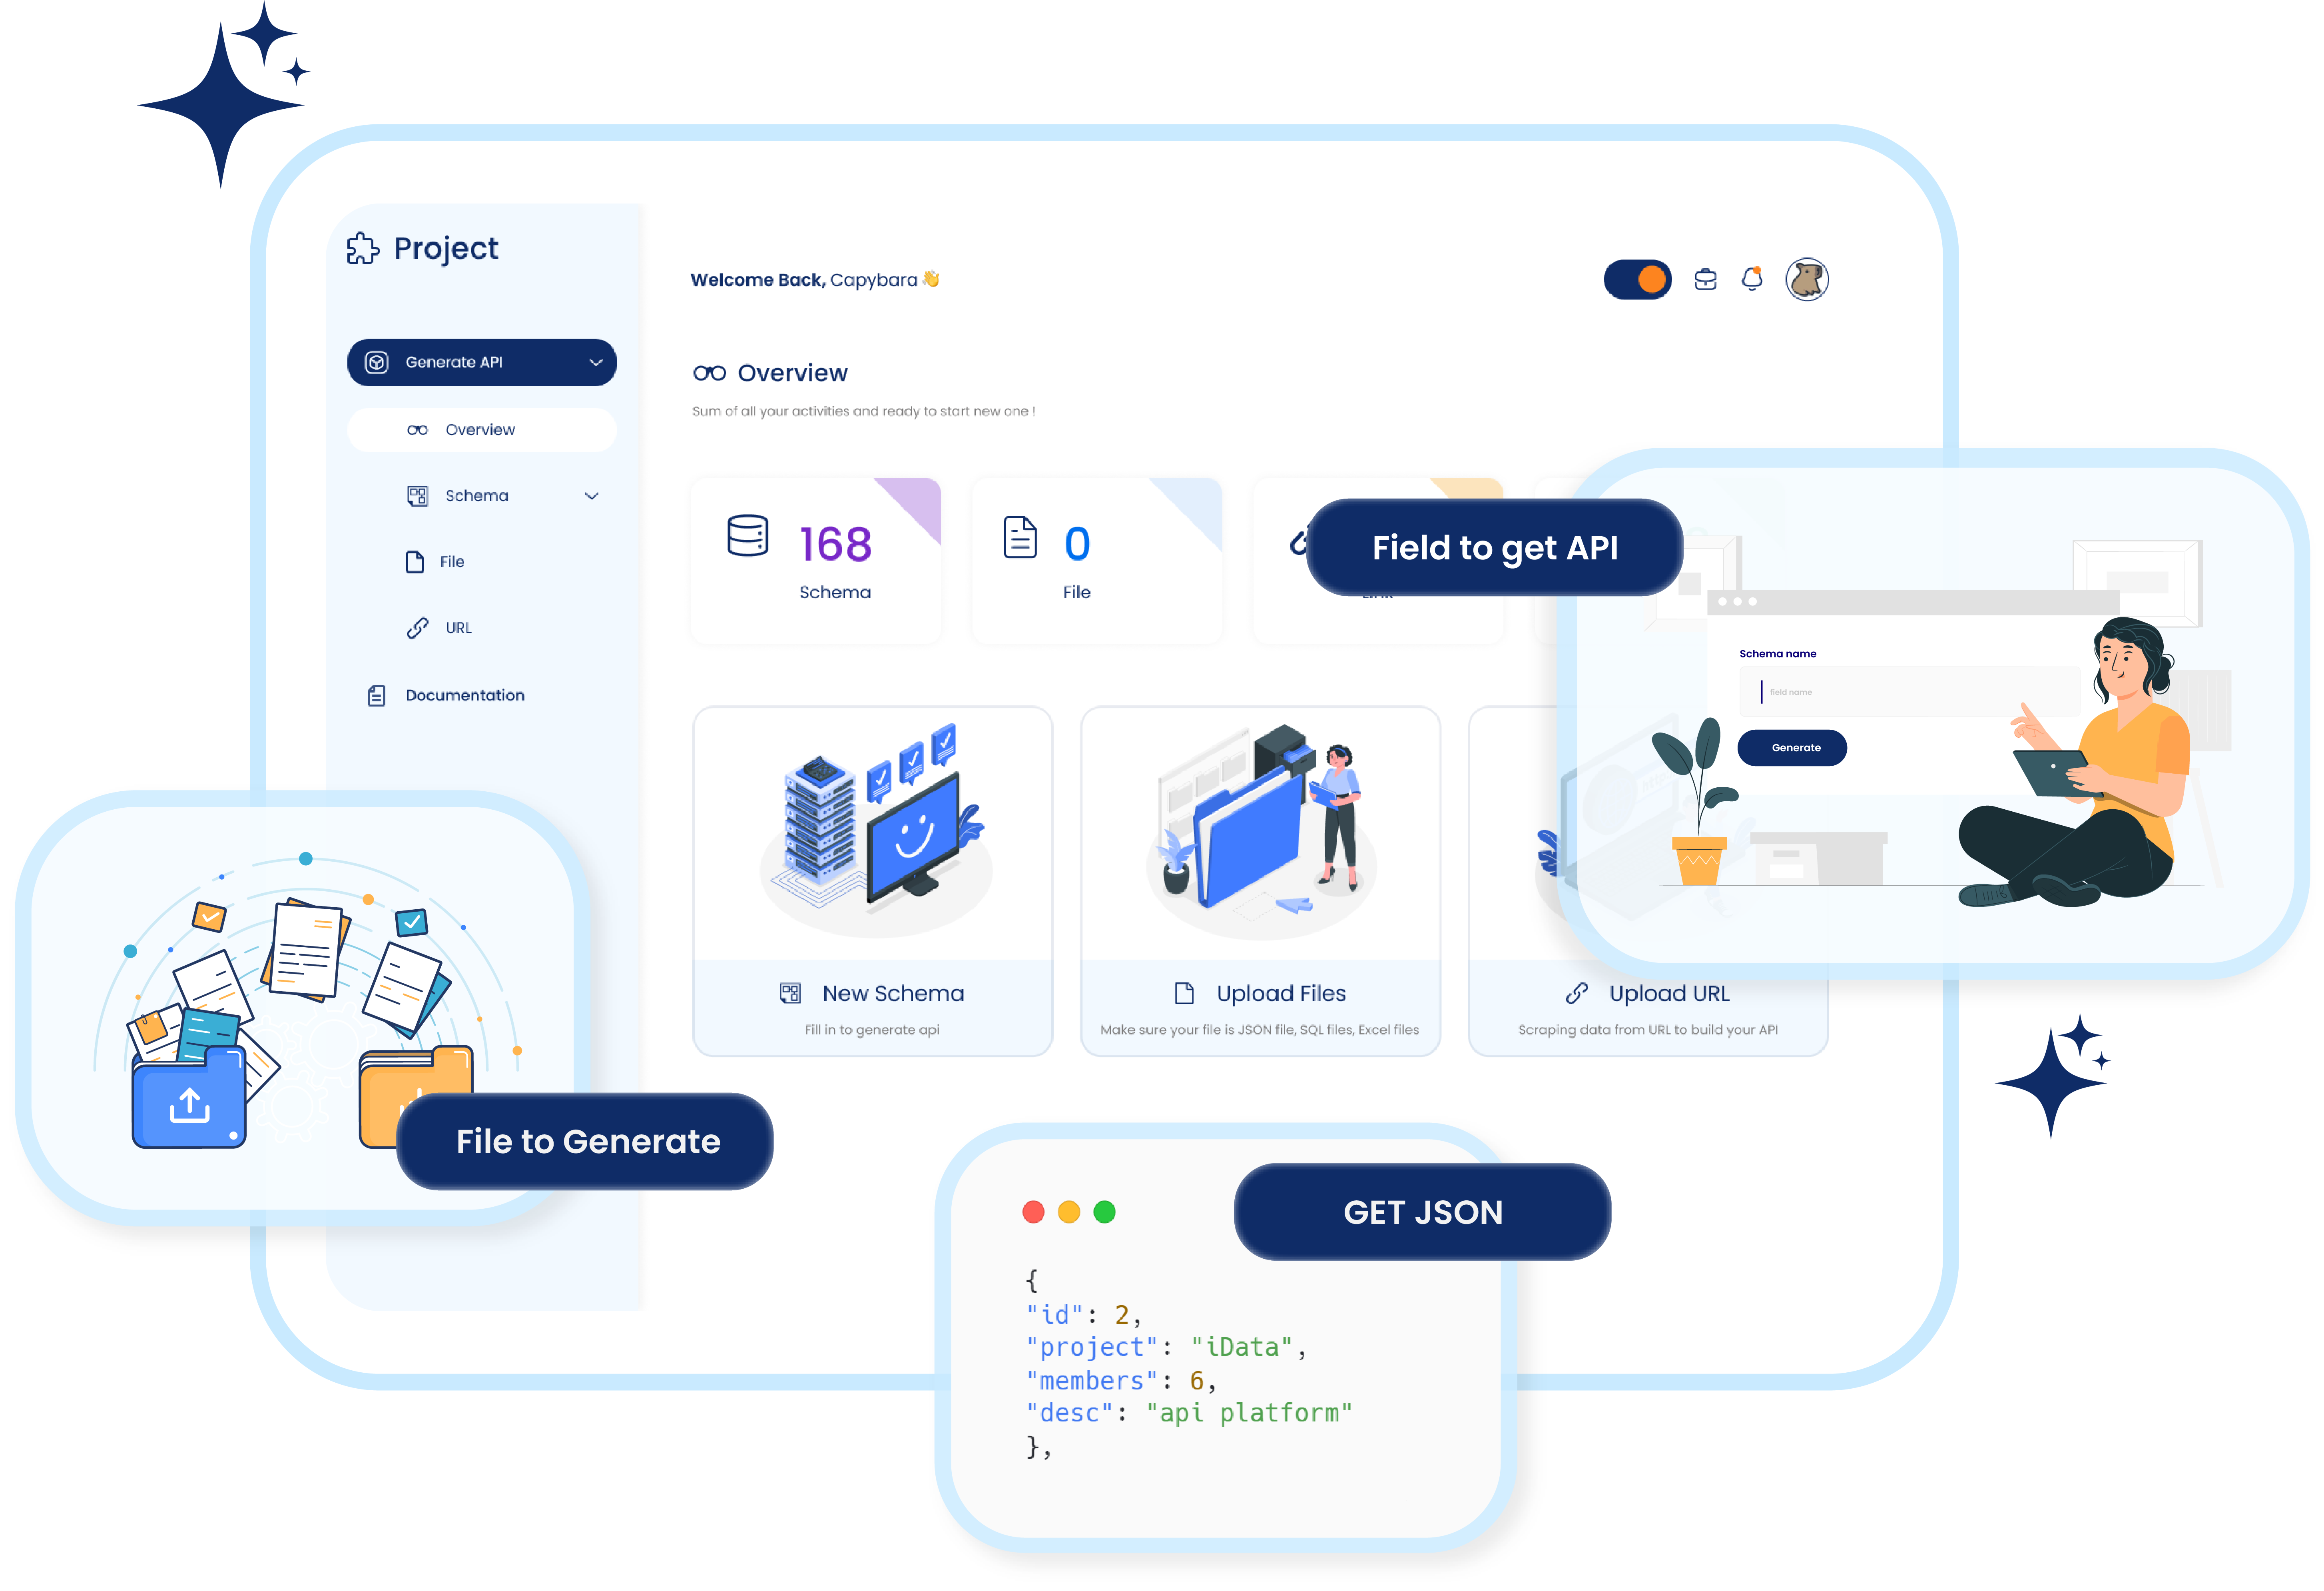 Project
Generate API
Overview
Schema
File
URL
Documentation
Welcome Back, Capybara
Overview
Sum of all your activities and ready to start new one !
168
Schema
0
File
Field to get API
Schema name
field name
Generate
New Schema
Fill in to generate api
Upload Files
Make sure your file is JSON file, SQL files, Excel files
Upload URL
Scraping data from URL to build your API
File to Generate
GET JSON
{
"id": 2,
"project": "iData",
"members": 6,
"desc": "api platform"
},